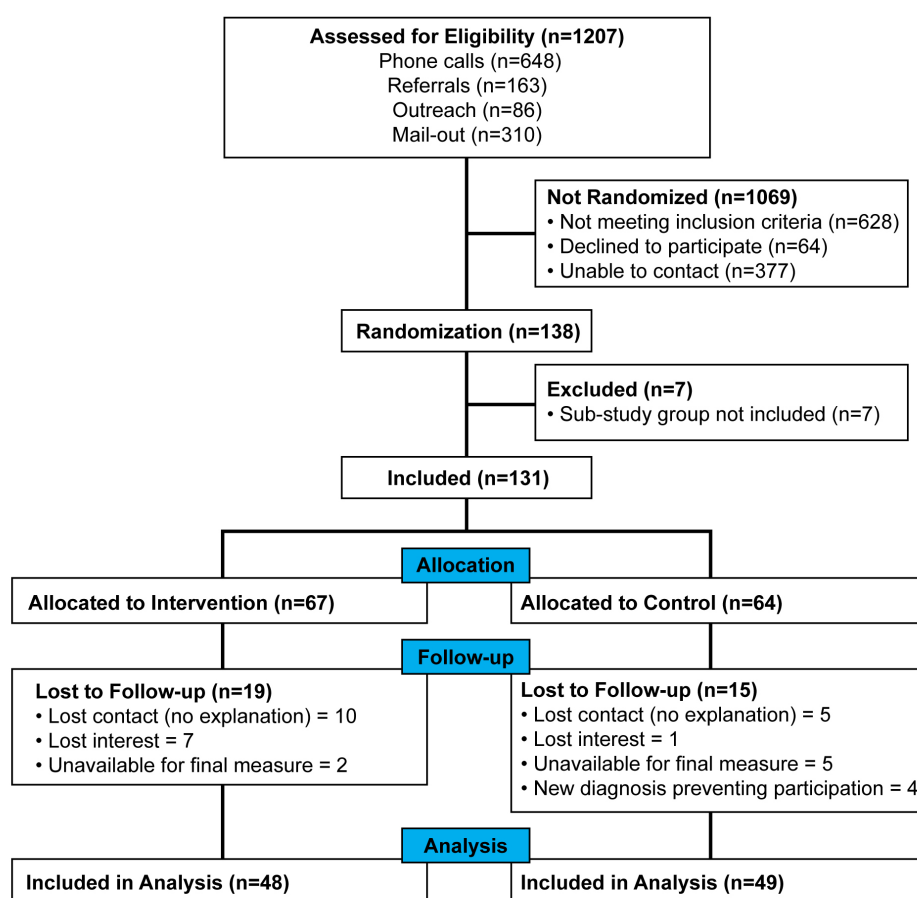 Assessed for Eligibility (n=1207)
Phone calls (n=648)
Referrals (n=163)
Outreach (n=86)
Mail-out (n=310)
Not Randomized (n=1069)
• Not meeting inclusion criteria (n=628)
• Declined to participate (n=64)
• Unable to contact (n=377)
Randomization (n=138)
Excluded (n=7)
• Sub-study group not included (n=7)
Included (n=131)
Allocation
Allocated to Intervention (n=67)
Allocated to Control (n=64)
Follow-up
Lost to Follow-up (n=19)
• Lost contact (no explanation) = 10
• Lost interest = 7
• Unavailable for final measure = 2
Lost to Follow-up (n=15)
• Lost contact (no explanation) = 5
• Lost interest = 1
• Unavailable for final measure = 5
• New diagnosis preventing participation = 4
Analysis
Included in Analysis (n=48)
Included in Analysis (n=49)